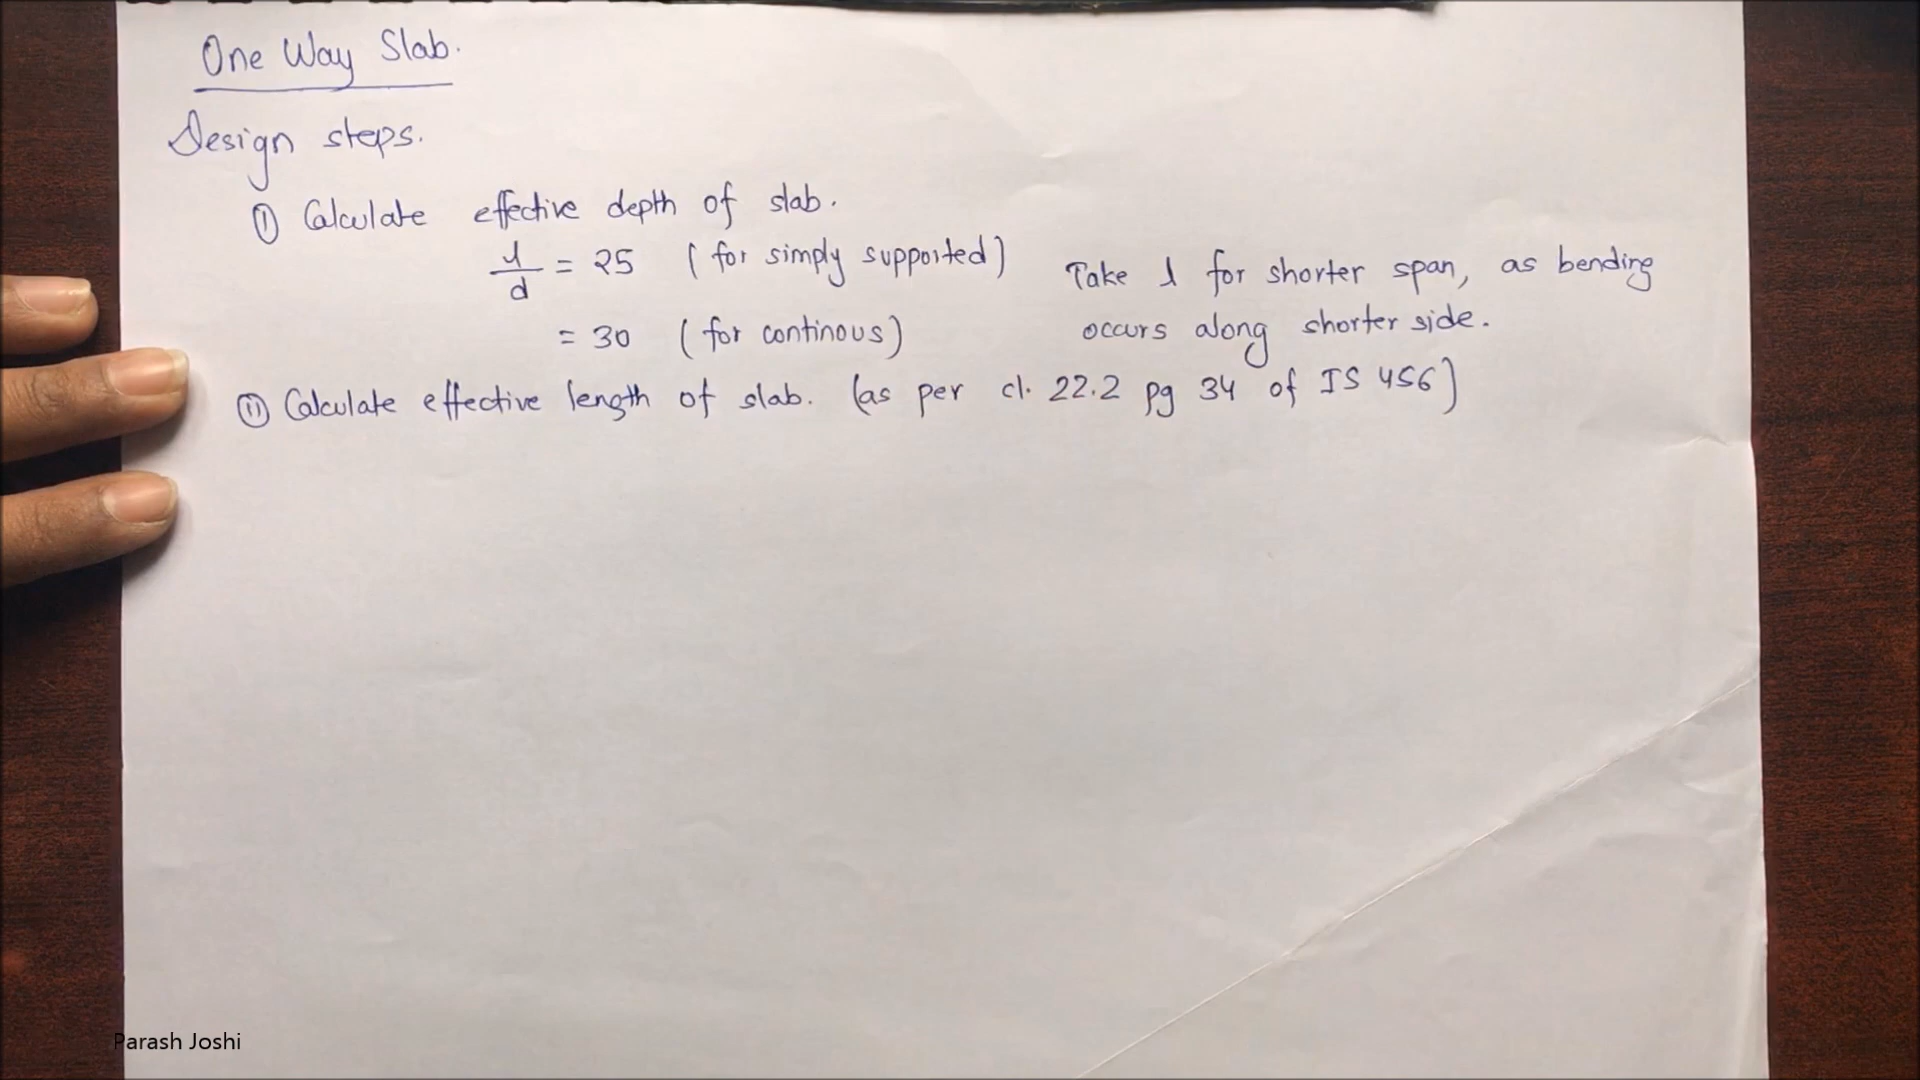 One Way Slab.
Design steps.
(i) Calculate effective depth of slab.
l/d = 25 (for simply supported)
= 30 (for continous)
Take l for shorter span, as bending
occurs along shorter side.
(ii) Calculate effective length of slab. (as per cl. 22.2 pg 34 of IS 456)
Parash Joshi